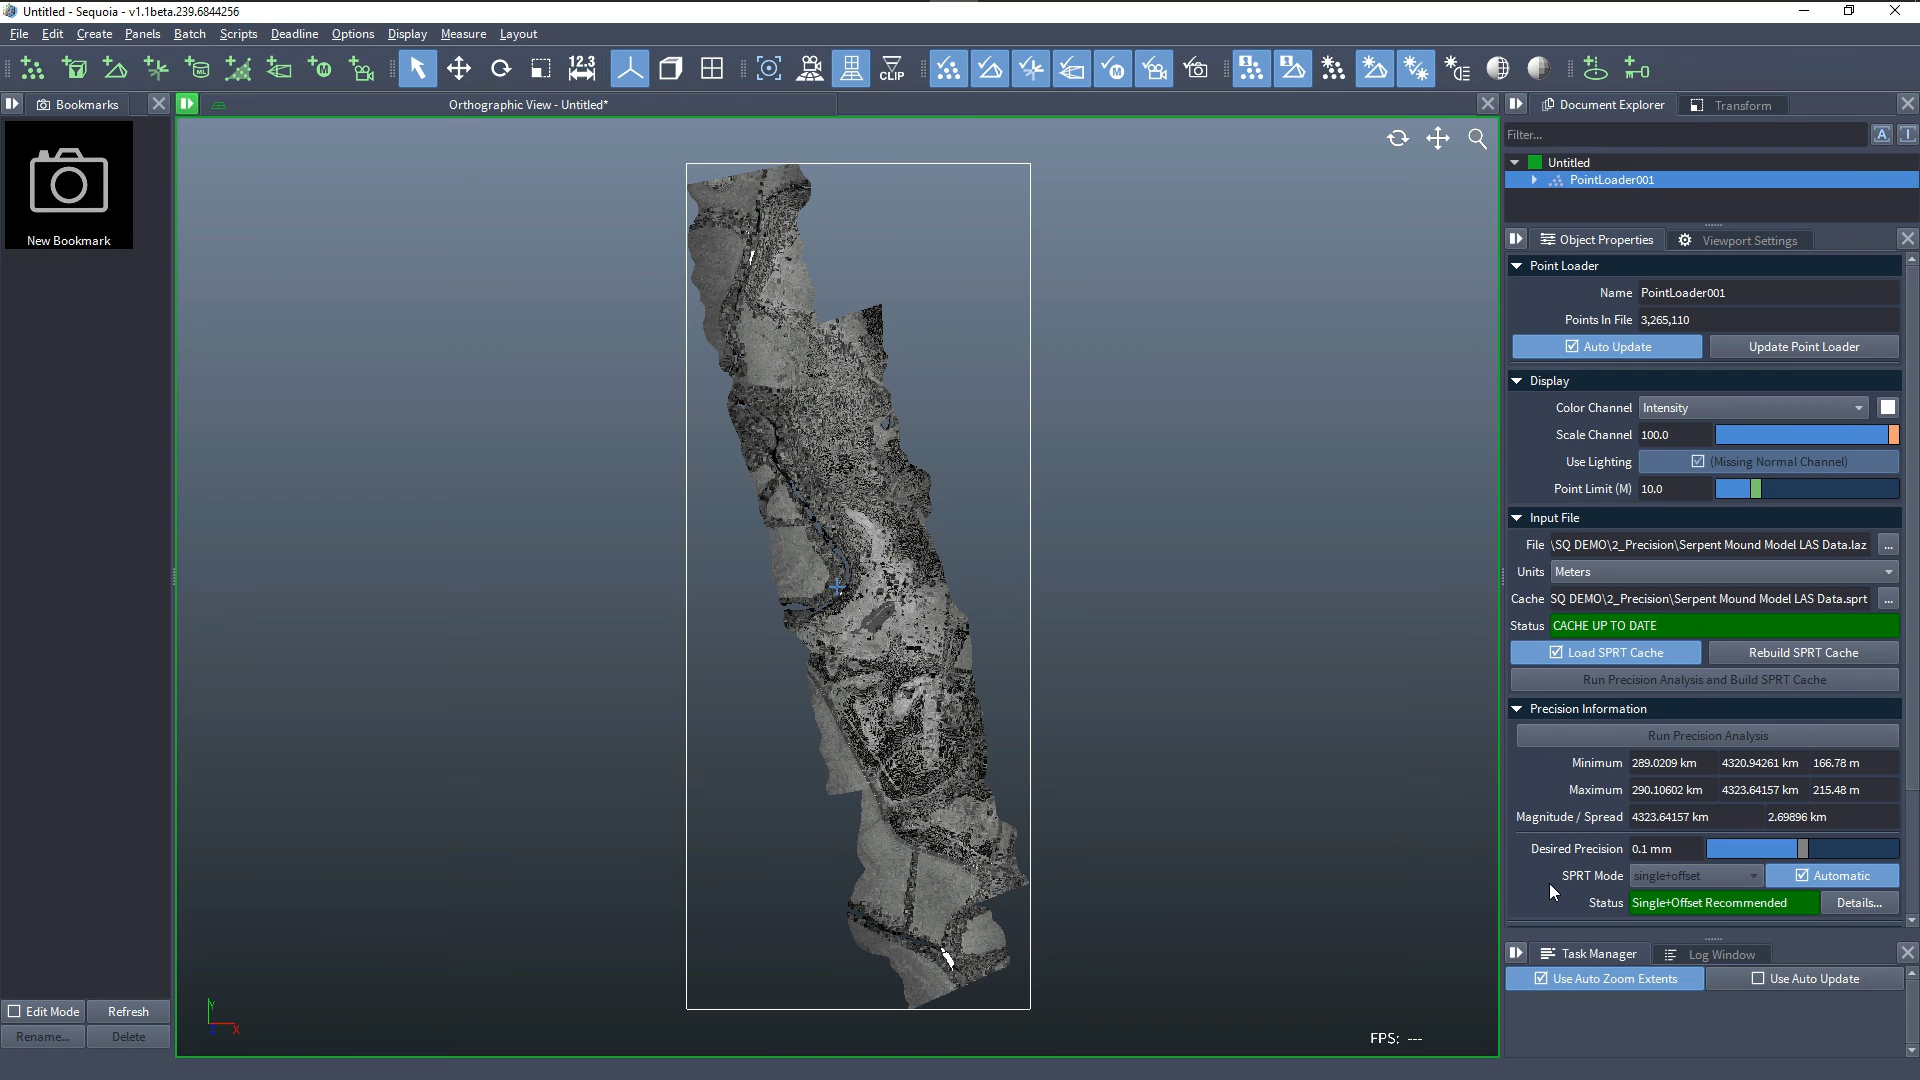 Untitled - Sequoia - v1.1beta.239.6844256
File Edit Create Panels Batch Scripts Deadline Options Display Measure Layout
12.3
CLIP
Bookmarks
Orthographic View - Untitled*
Document Explorer Transform
New Bookmark
Filter...
Untitled
PointLoader001
Object Properties Viewport Settings
Point Loader
Name PointLoader001
Points In File 3,265,110
Auto Update Update Point Loader
Display
Color Channel Intensity
Scale Channel 100.0
Use Lighting (Missing Normal Channel)
Point Limit (M) 10.0
Input File
File \SQ DEMO\2_Precision\Serpent Mound Model LAS Data.laz ...
Units Meters
Cache SQ DEMO\2_Precision\Serpent Mound Model LAS Data.sprt ...
Status CACHE UP TO DATE
Load SPRT Cache Rebuild SPRT Cache
Run Precision Analysis and Build SPRT Cache
Precision Information
Run Precision Analysis
Minimum 289.0209 km 4320.94261 km 166.78 m
Maximum 290.10602 km 4323.64157 km 215.48 m
Magnitude / Spread 4323.64157 km 2.69896 km
Desired Precision 0.1 mm
SPRT Mode single+offset Automatic
Status Single+Offset Recommended Details...
Task Manager Log Window
Use Auto Zoom Extents Use Auto Update
Edit Mode Refresh
Rename... Delete
Y
X
FPS: ---